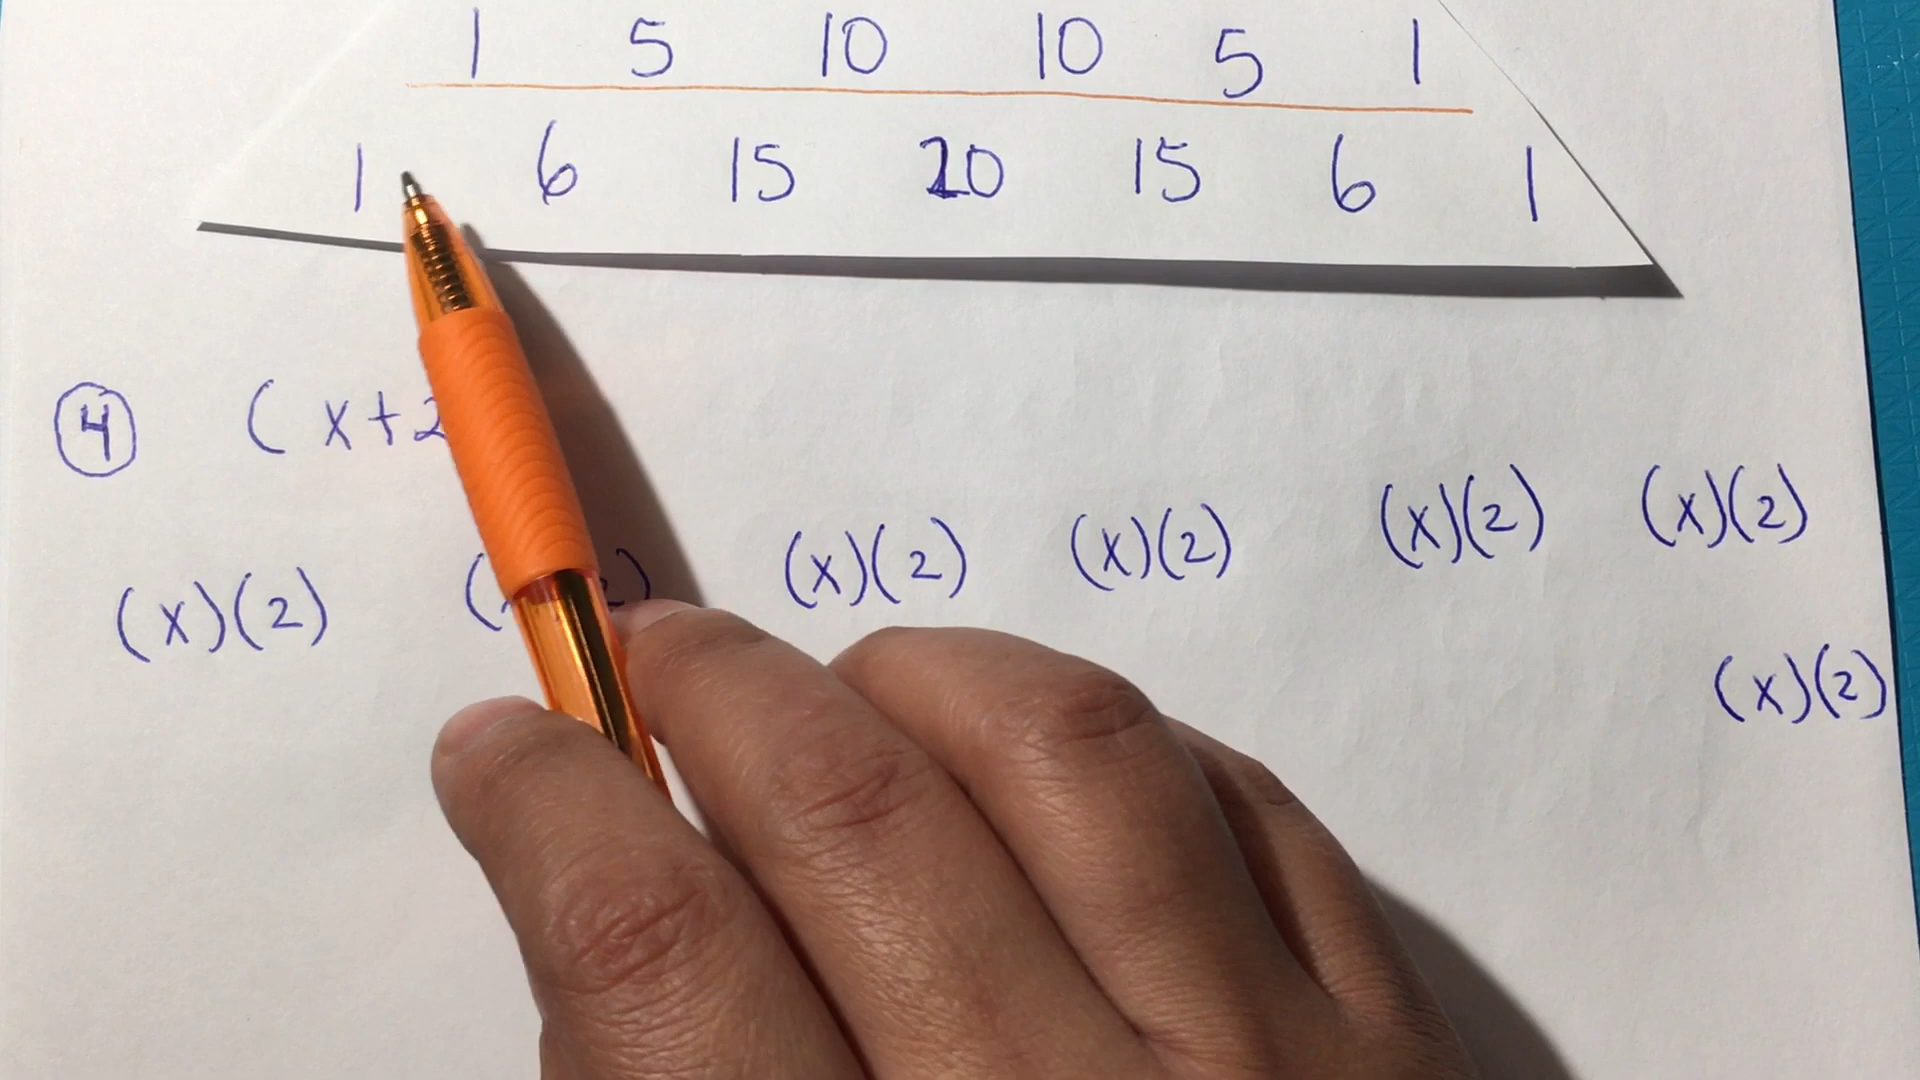 1 5 10 10 5 1
1 6 15 20 15 6 1
4 (x+2
(x)(2) ( 2) (x)(2) (x)(2) (x)(2) (x)(2)
(x)(2)